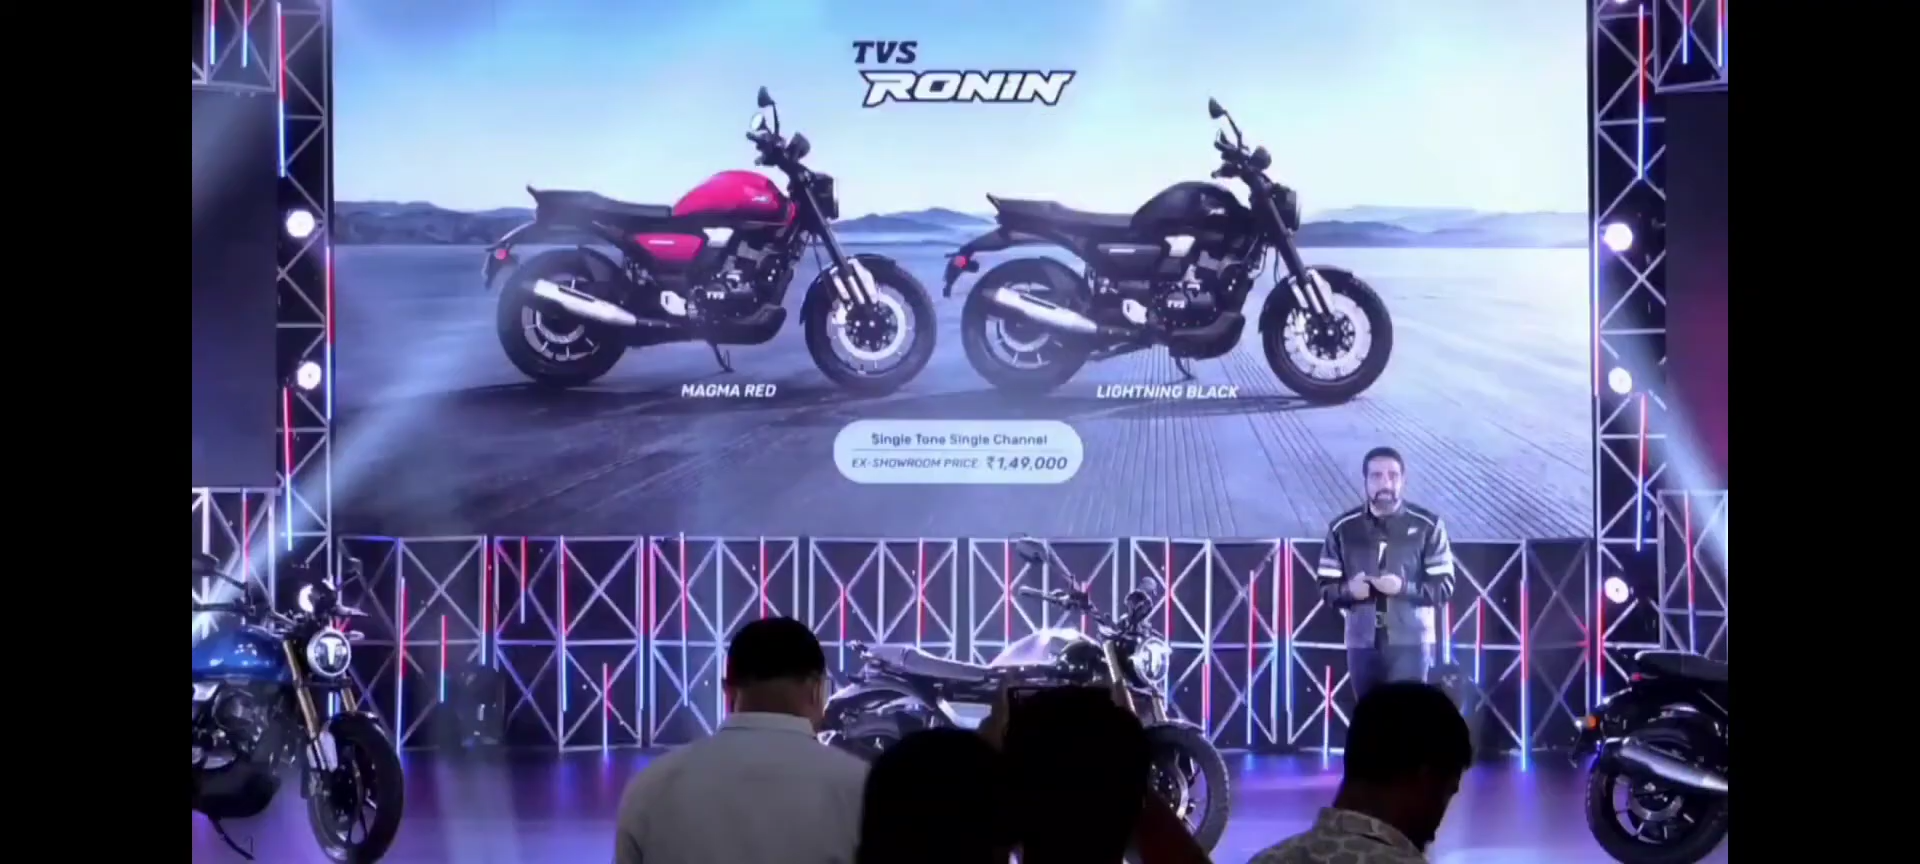 TVS
RONIN
TVS
TVS
MAGMA RED
LIGHTNING BLACK
Single Tone Single Channel
EX-SHOWROOM PRICE ₹1,49,000